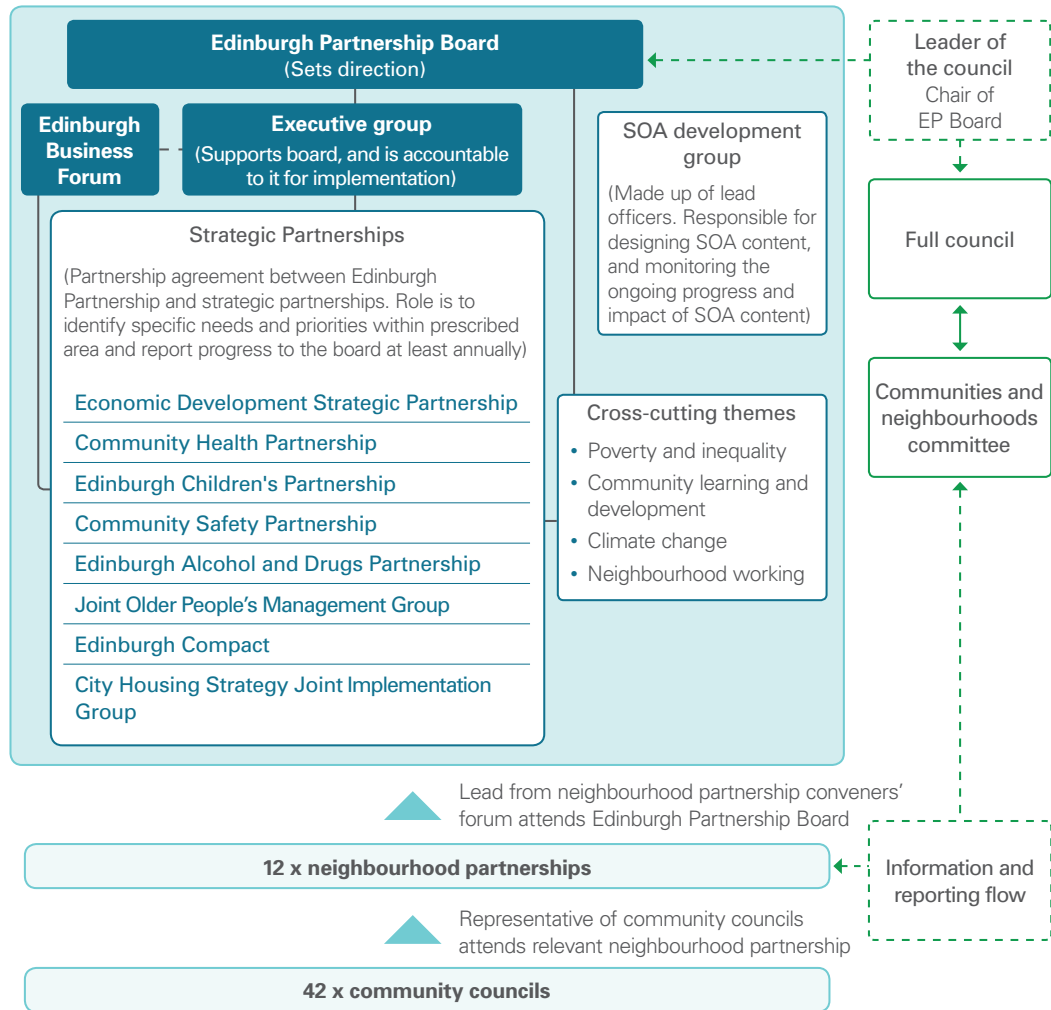 Edinburgh Partnership Board
(Sets direction)
Leader of
the council
Chair of
EP Board
Edinburgh
Business
Forum
Executive group
(Supports board, and is accountable
to it for implementation)
SOA development
group
(Made up of lead
officers. Responsible for
designing SOA content,
and monitoring the
ongoing progress and
impact of SOA content)
Full council
Strategic Partnerships
(Partnership agreement between Edinburgh
Partnership and strategic partnerships. Role is to
identify specific needs and priorities within prescribed
area and report progress to the board at least annually)
Economic Development Strategic Partnership
Community Health Partnership
Edinburgh Children's Partnership
Community Safety Partnership
Edinburgh Alcohol and Drugs Partnership
Joint Older People’s Management Group
Edinburgh Compact
City Housing Strategy Joint Implementation
Group
Cross-cutting themes
• Poverty and inequality
• Community learning and
development
• Climate change
• Neighbourhood working
Communities and
neighbourhoods
committee
Lead from neighbourhood partnership conveners’
forum attends Edinburgh Partnership Board
12 x neighbourhood partnerships
Information and
reporting flow
Representative of community councils
attends relevant neighbourhood partnership
42 x community councils